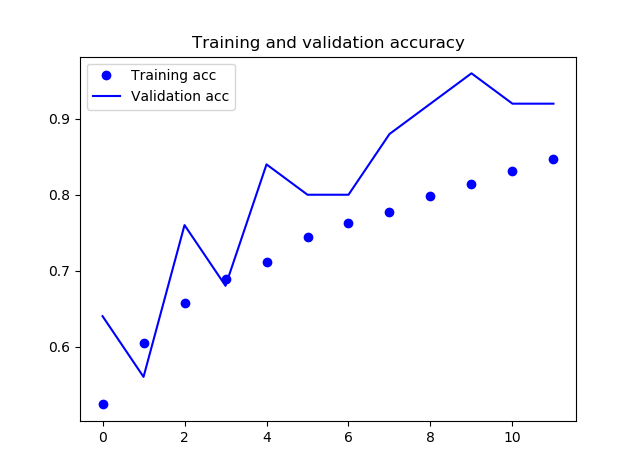 Training and validation accuracy
Training acc
Validation acc
0.9
0.8
0.7
0.6
0 2 4 6 8 10